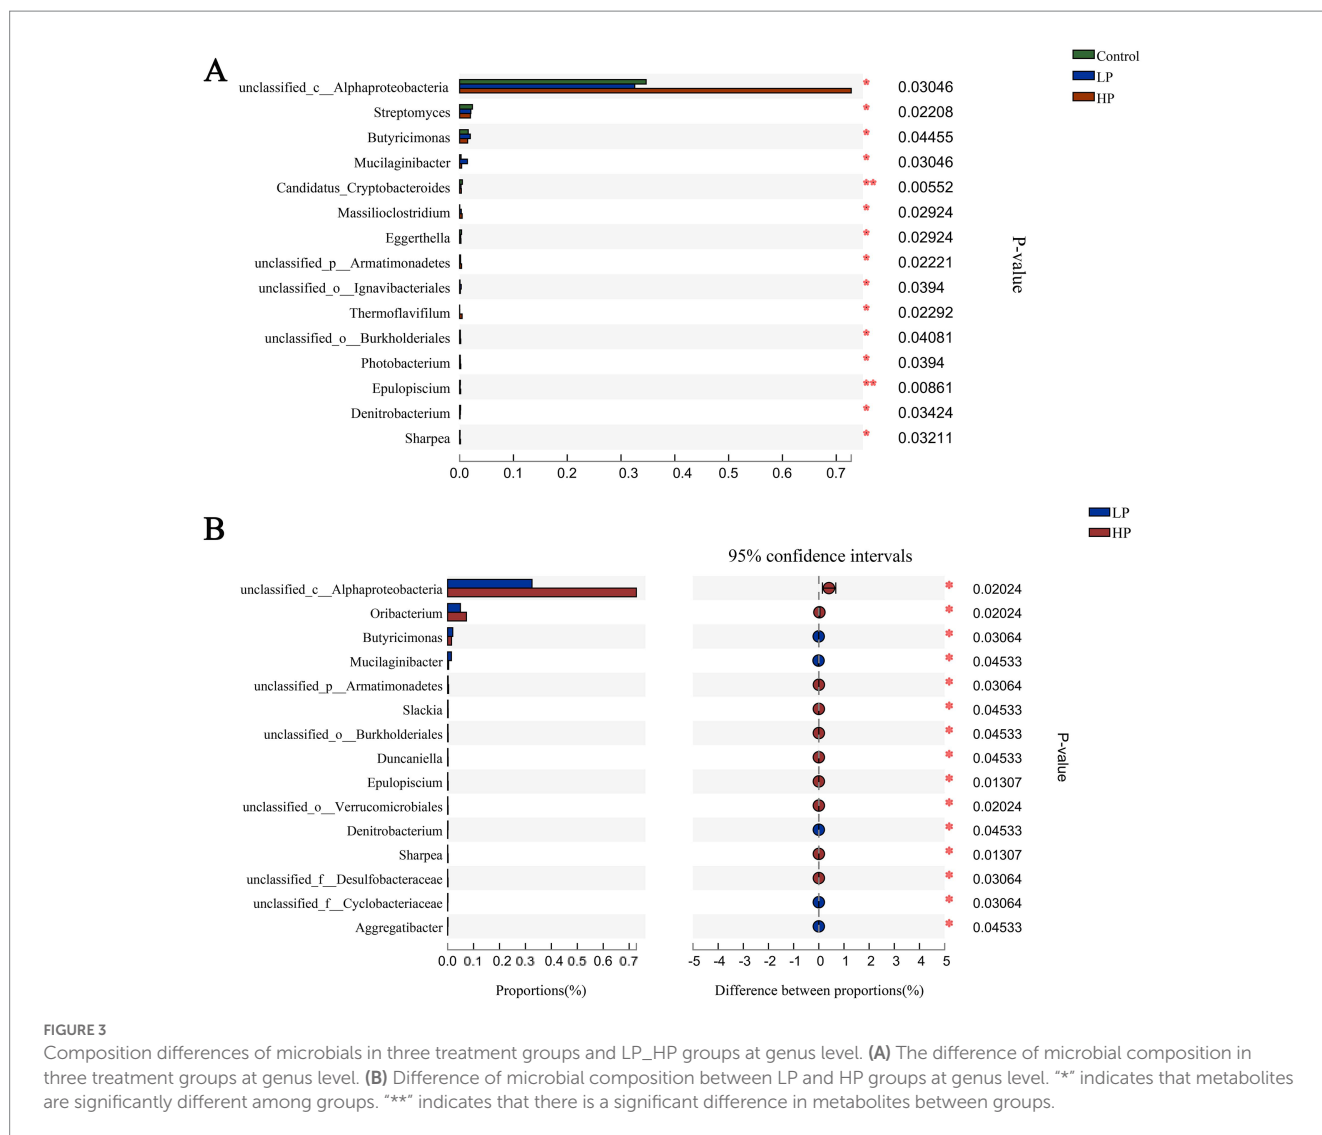 A
Control
LP
HP
unclassified_c__Alphaproteobacteria * 0.03046
Streptomyces * 0.02208
Butyricimonas * 0.04455
Mucilaginibacter * 0.03046
Candidatus_Cryptobacteroides ** 0.00552
Massilioclostridium * 0.02924
Eggerthella * 0.02924
unclassified_p__Armatimonadetes * 0.02221
unclassified_o__Ignavibacteriales * 0.0394
Thermoflavifilum * 0.02292
unclassified_o__Burkholderiales * 0.04081
Photobacterium * 0.0394
Epulopiscium ** 0.00861
Denitrobacterium * 0.03424
Sharpea * 0.03211
P-value
0.0 0.1 0.2 0.3 0.4 0.5 0.6 0.7
B
LP
HP
95% confidence intervals
unclassified_c__Alphaproteobacteria * 0.02024
Oribacterium * 0.02024
Butyricimonas * 0.03064
Mucilaginibacter * 0.04533
unclassified_p__Armatimonadetes * 0.03064
Slackia * 0.04533
unclassified_o__Burkholderiales * 0.04533
Duncaniella * 0.04533
Epulopiscium * 0.01307
unclassified_o__Verrucomicrobiales * 0.02024
Denitrobacterium * 0.04533
Sharpea * 0.01307
unclassified_f__Desulfobacteraceae * 0.03064
unclassified_f__Cyclobacteriaceae * 0.03064
Aggregatibacter * 0.04533
P-value
0.0 0.1 0.2 0.3 0.4 0.5 0.6 0.7 -5 -4 -3 -2 -1 0 1 2 3 4 5
Proportions(%) Difference between proportions(%)
FIGURE 3
Composition differences of microbials in three treatment groups and LP_HP groups at genus level. (A) The difference of microbial composition in
three treatment groups at genus level. (B) Difference of microbial composition between LP and HP groups at genus level. “*” indicates that metabolites
are significantly different among groups. “**” indicates that there is a significant difference in metabolites between groups.